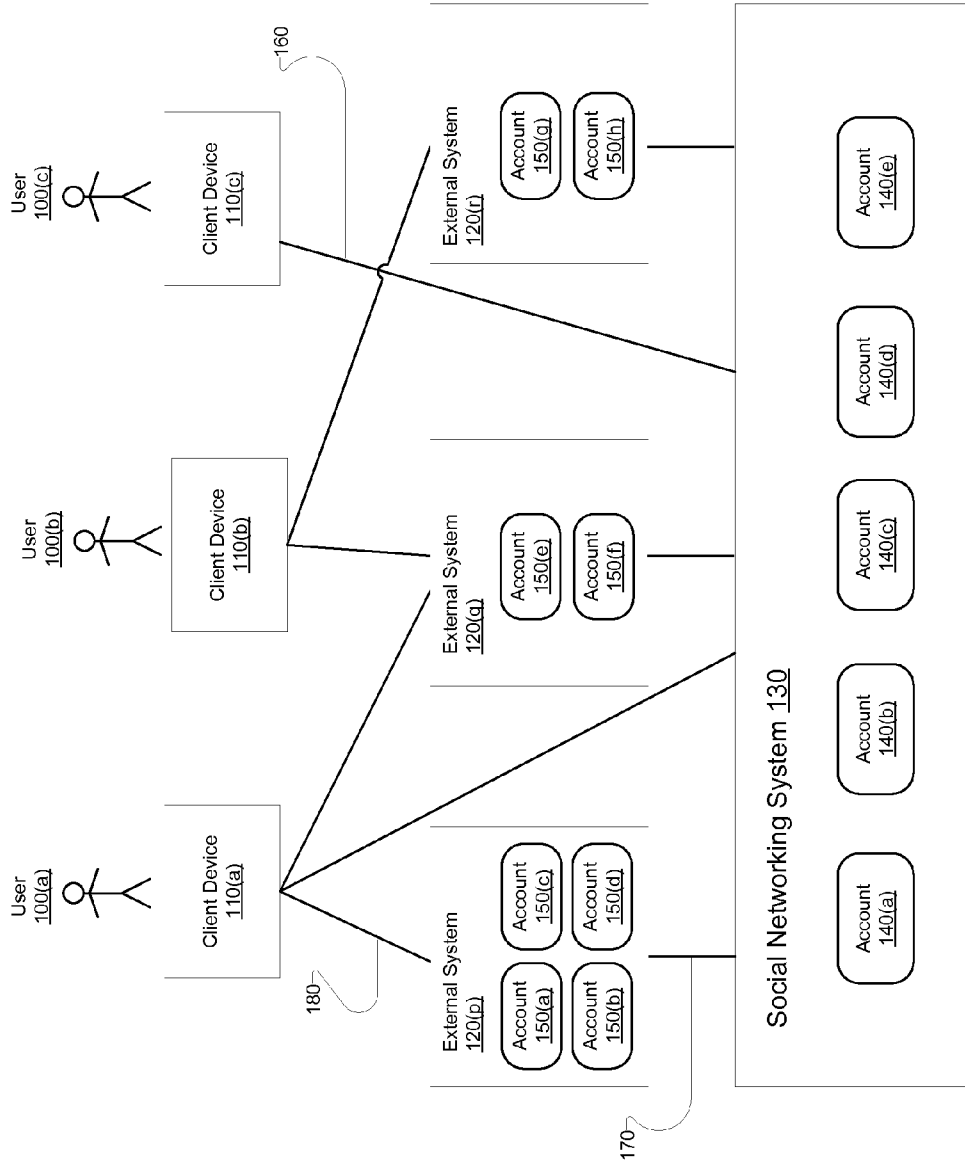 User
100(a)
User
100(b)
User
100(c)
Client Device
110(a)
Client Device
110(b)
Client Device
110(c)
160
180
External System
120(p)
Account
150(a)
Account
150(c)
Account
150(b)
Account
150(d)
External System
120(q)
Account
150(e)
Account
150(f)
External System
120(r)
Account
150(g)
Account
150(h)
170
Social Networking System 130
Account
140(a)
Account
140(b)
Account
140(c)
Account
140(d)
Account
140(e)